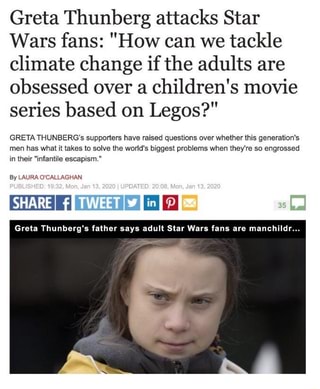 Greta Thunberg attacks Star
Wars fans: "How can we tackle
climate change if the adults are
obsessed over a children's movie
series based on Legos?"
GRETA THUNBERG's supporters have raised questions over whether this generation's
men has what it takes to solve the world's biggest problems when they're so engrossed
in their "infantile escapism."
By LAURA O'CALLAGHAN
PUBLISHED: 16:32, Mon, Jan 13, 2020 | UPDATED: 20:06, Mon, Jan 13, 2020
SHARE f TWEET in 35
Greta Thunberg's father says adult Star Wars fans are manchildr...